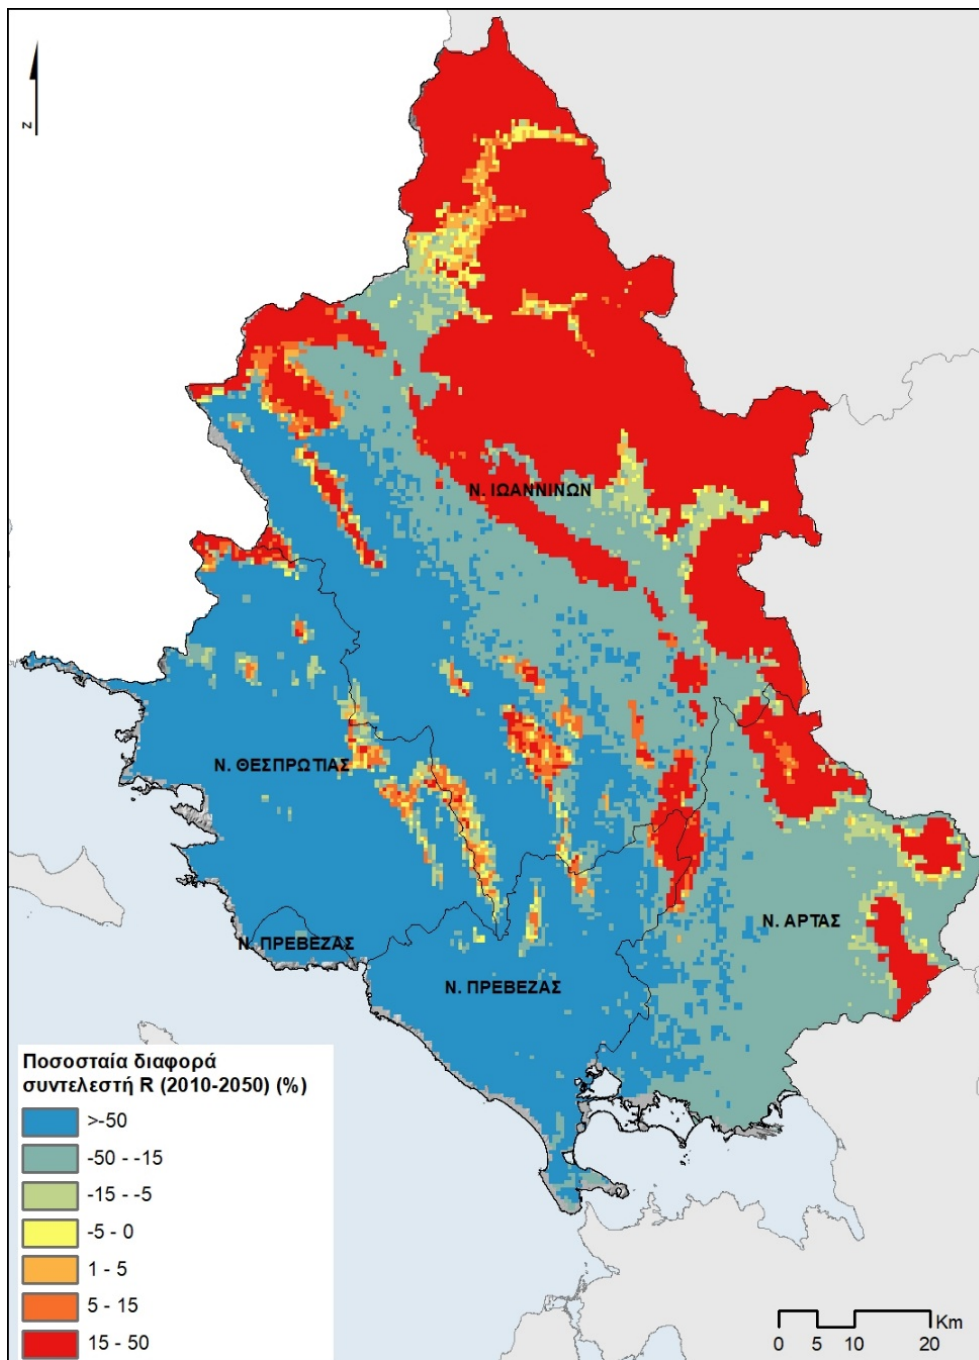 z
Ν. ΙΩΑΝΝΙΝΩΝ
Ν. ΘΕΣΠΡΩΤΙΑΣ
Ν. ΑΡΤΑΣ
Ν. ΠΡΕΒΕΖΑΣ
Ν. ΠΡΕΒΕΖΑΣ
Ποσοσταία διαφορά
συντελεστή R (2010-2050) (%)
>-50
-50 - -15
-15 - -5
-5 - 0
1 - 5
5 - 15
15 - 50
Km
0 5 10 20